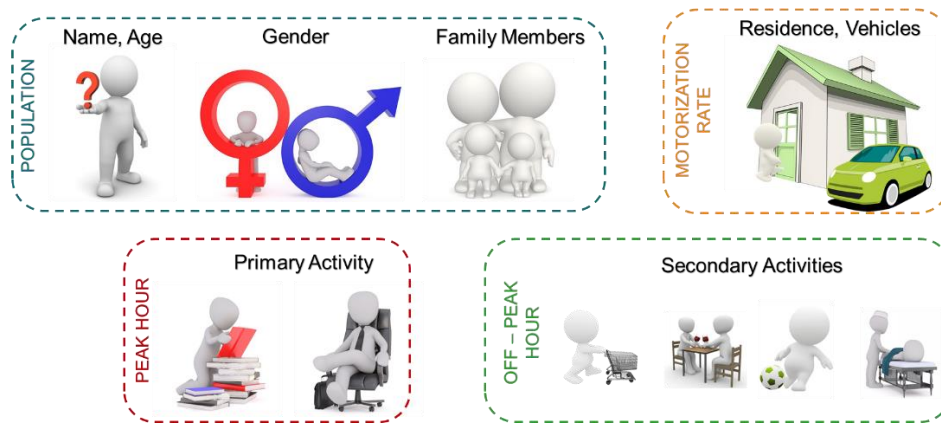 Name, Age
Gender
Family Members
POPULATION
Residence, Vehicles
MOTORIZATION
RATE
Primary Activity
PEAK HOUR
Secondary Activities
OFF – PEAK
HOUR
?